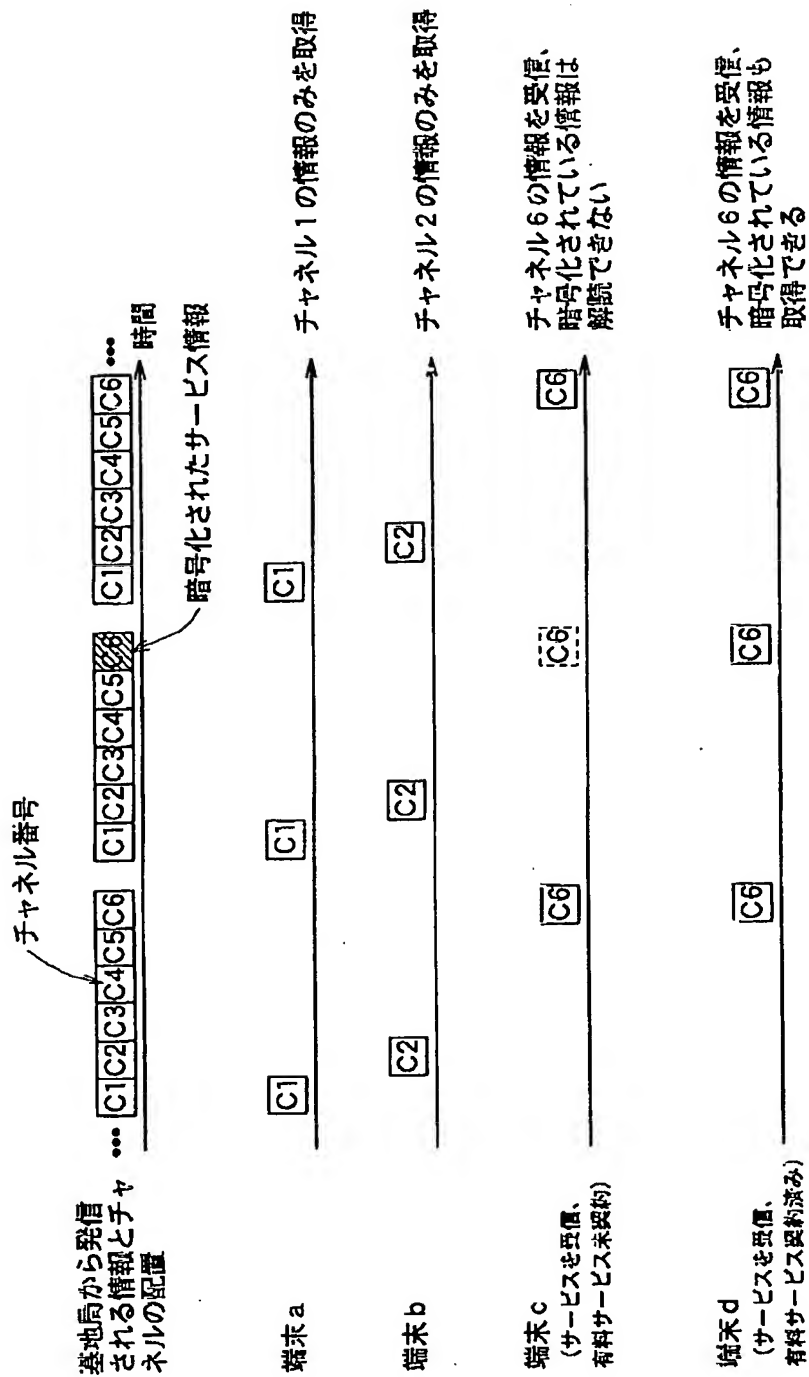 基地局から発信
される情報とチャ
ネルの配置
•••
C1 C2 C3 C4 C5 C6
C1 C2 C3 C4 C5 C6
C1 C2 C3 C4 C5 C6
•••
時間
チャネル番号
暗号化されたサービス情報
端末a
C1
C1
C1
チャネル1の情報のみを取得
端末b
C2
C2
C2
チャネル2の情報のみを取得
端末c
(サービスを受信、
有料サービス未契約)
C6
C6
C6
チャネル6の情報を受信、
暗号化されている情報は
解読できない
端末d
(サービスを受信、
有料サービス契約済み)
C6
C6
C6
チャネル6の情報を受信、
暗号化されている情報も
取得できる